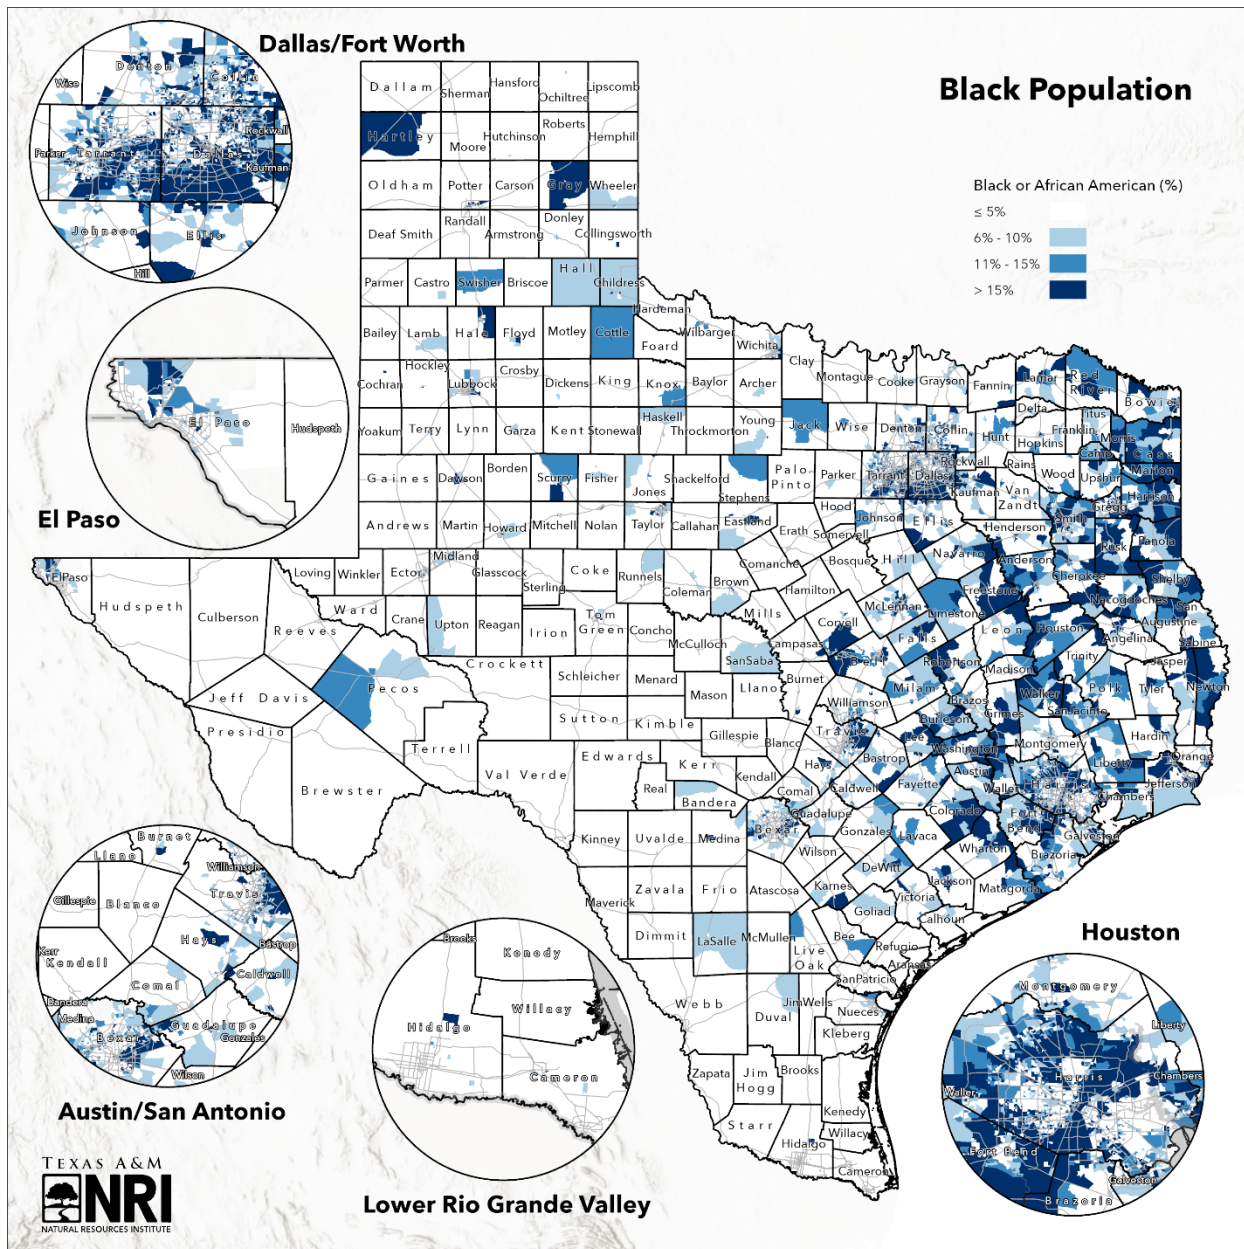 Dallas/Fort Worth
Black Population
Black or African American (%)
≤ 5%
6% - 10%
11% - 15%
> 15%
Wise
Denton
Collin
Parker
Tarrant
Dallas
Rockwall
Kaufman
Johnson
Ellis
Hill
El Paso
Hudspeth
El Paso
Dallam
Sherman
Hansford
Ochiltree
Lipscomb
Hartley
Moore
Hutchinson
Roberts
Hemphill
Oldham
Potter
Carson
Gray
Wheeler
Deaf Smith
Randall
Armstrong
Donley
Collingsworth
Parmer
Castro
Swisher
Briscoe
Hall
Childress
Hardeman
Bailey
Lamb
Hale
Floyd
Motley
Cottle
Foard
Wilbarger
Wichita
Clay
Montague
Cooke
Grayson
Fannin
Lamar
Red
River
Bowie
Cochran
Hockley
Lubbock
Crosby
Dickens
King
Knox
Baylor
Archer
Delta
Titus
Franklin
Morris
Cass
Hunt
Hopkins
Camp
Marion
Yoakum
Terry
Lynn
Garza
Kent
Stonewall
Haskell
Throckmorton
Young
Jack
Wise
Denton
Collin
Rockwall
Rains
Wood
Upshur
Harrison
Gregg
Gaines
Dawson
Borden
Scurry
Fisher
Jones
Shackelford
Stephens
Palo
Pinto
Parker
Tarrant
Dallas
Kaufman
Van
Zandt
Smith
Andrews
Martin
Howard
Mitchell
Nolan
Taylor
Callahan
Eastland
Erath
Hood
Somervell
Johnson
Ellis
Henderson
Rusk
Panola
ElPaso
Hudspeth
Culberson
Reeves
Loving
Winkler
Ector
Midland
Glasscock
Sterling
Coke
Runnels
Coleman
Brown
Comanche
Bosque
Hill
Navarro
Anderson
Cherokee
Shelby
Ward
Crane
Upton
Reagan
Irion
Tom
Green
Concho
McCulloch
Mills
Hamilton
Coryell
McLennan
Limestone
Freestone
Nacogdoches
San
Augustine
Sabine
Jeff Davis
Pecos
Crockett
Schleicher
Menard
SanSaba
Lampasas
Bell
Falls
Robertson
Leon
Houston
Angelina
Trinity
Jasper
Newton
Presidio
Brewster
Terrell
Sutton
Kimble
Mason
Llano
Burnet
Williamson
Milam
Brazos
Madison
Walker
Polk
Tyler
SanJacinto
Grimes
Val Verde
Edwards
Kerr
Gillespie
Blanco
Travis
Lee
Burleson
Washington
Montgomery
Hardin
Liberty
Orange
Real
Bandera
Kendall
Hays
Comal
Caldwell
Bastrop
Fayette
Austin
Waller
Harris
Chambers
Jefferson
Kinney
Uvalde
Medina
Bexar
Guadalupe
Gonzales
Lavaca
Colorado
Fort
Bend
Galveston
Brazoria
Maverick
Zavala
Frio
Atascosa
Wilson
Karnes
DeWitt
Jackson
Wharton
Matagorda
Dimmit
LaSalle
McMullen
Live
Oak
Bee
Goliad
Victoria
Calhoun
Refugio
Aransas
SanPatricio
Webb
Duval
JimWells
Nueces
Kleberg
Zapata
Jim
Hogg
Brooks
Kenedy
Starr
Hidalgo
Willacy
Cameron
Burnet
Llano
Williamson
Travis
Gillespie
Blanco
Hays
Bastrop
Kerr
Kendall
Comal
Caldwell
Bandera
Medina
Bexar
Guadalupe
Gonzales
Wilson
Austin/San Antonio
Brooks
Kenedy
Willacy
Hidalgo
Cameron
Lower Rio Grande Valley
Houston
Montgomery
Liberty
Harris
Chambers
Waller
Fort Bend
Galveston
Brazoria
TEXAS A&M
NRI
NATURAL RESOURCES INSTITUTE